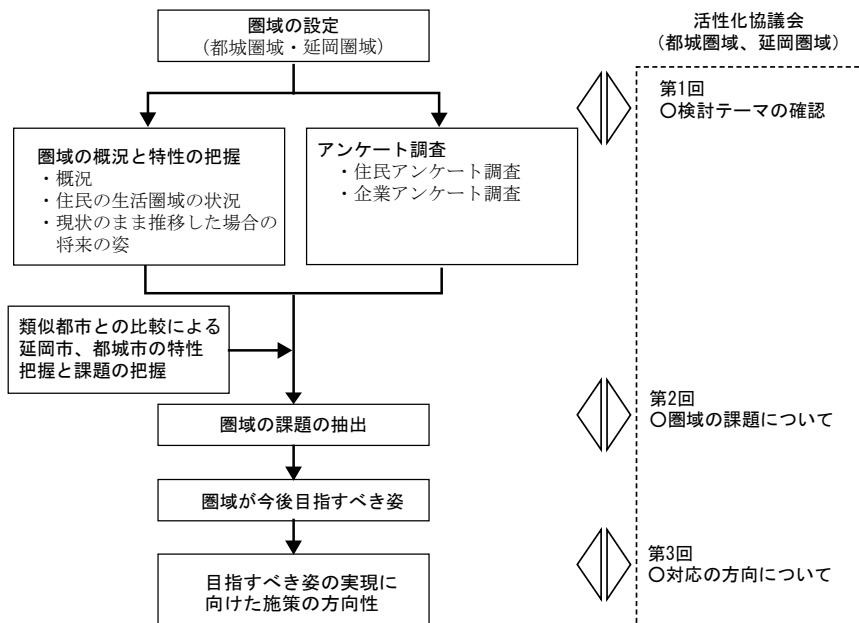 圏域の設定
(都城圏域・延岡圏域)
圏域の概況と特性の把握
・概況
・住民の生活圏域の状況
・現状のまま推移した場合の
将来の姿
アンケート調査
・住民アンケート調査
・企業アンケート調査
類似都市との比較による
延岡市、都城市の特性
把握と課題の把握
圏域の課題の抽出
圏域が今後目指すべき姿
目指すべき姿の実現に
向けた施策の方向性
活性化協議会
(都城圏域、延岡圏域)
第1回
○検討テーマの確認
第2回
○圏域の課題について
第3回
○対応の方向について